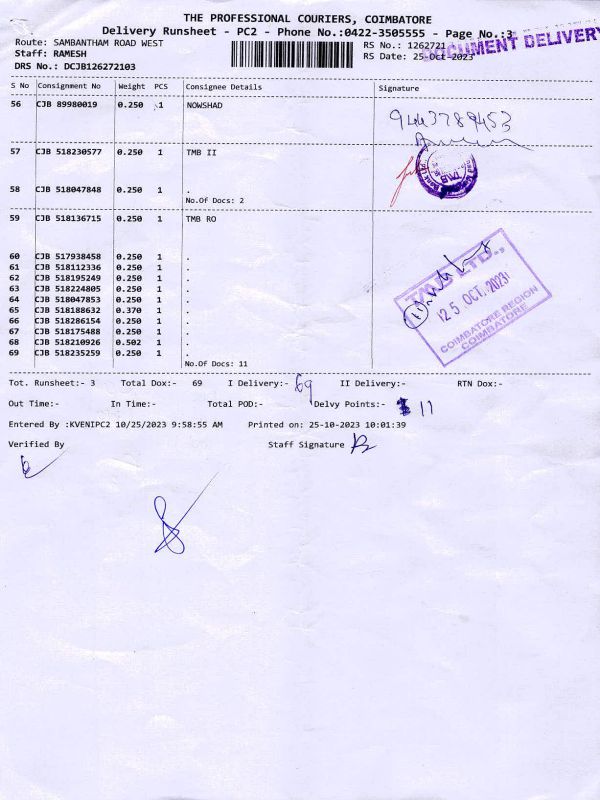 THE PROFESSIONAL COURIERS, COIMBATORE
Delivery Runsheet - PC2 - Phone No.:0422-3505555 - Page No.:3
DOCUMENT DELIVERY
Route: SAMBANTHAM ROAD WEST
RS No.: 1262721
Staff: RAMESH
RS Date: 25-Oct-2023
DRS No.: DCJB126272103
S No Consignment No Weight PCS Consignee Details Signature
56 CJB 89980019 0.250 1 NOWSHAD
9443789453
57 CJB 518230577 0.250 1 TMB II
TMB
58 CJB 518047848 0.250 1 .
No.Of Docs: 2
59 CJB 518136715 0.250 1 TMB RO
60 CJB 517938458 0.250 1 .
61 CJB 518112336 0.250 1 .
62 CJB 518195249 0.250 1 .
63 CJB 518224805 0.250 1 .
64 CJB 518047853 0.250 1 .
65 CJB 518188632 0.370 1 .
66 CJB 518286154 0.250 1 .
67 CJB 518175488 0.250 1 .
68 CJB 518210926 0.502 1 .
69 CJB 518235259 0.250 1 .
No.Of Docs: 11
TMB LTD.,
11
25 OCT 2023
COIMBATORE REGION
COIMBATORE
Tot. Runsheet:- 3 Total Dox:- 69 I Delivery:- 69 II Delivery:- RTN Dox:-
Out Time:- In Time:- Total POD:- Delvy Points:- 11
Entered By :KVENIPC2 10/25/2023 9:58:55 AM Printed on: 25-10-2023 10:01:39
Verified By Staff Signature